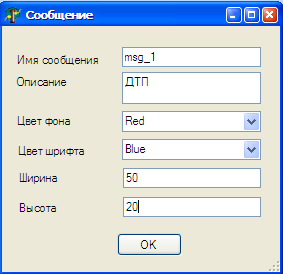 Сообщение
Имя сообщения msg_1
Описание ДТП
Цвет фона Red
Цвет шрифта Blue
Ширина 50
Высота 20
OK